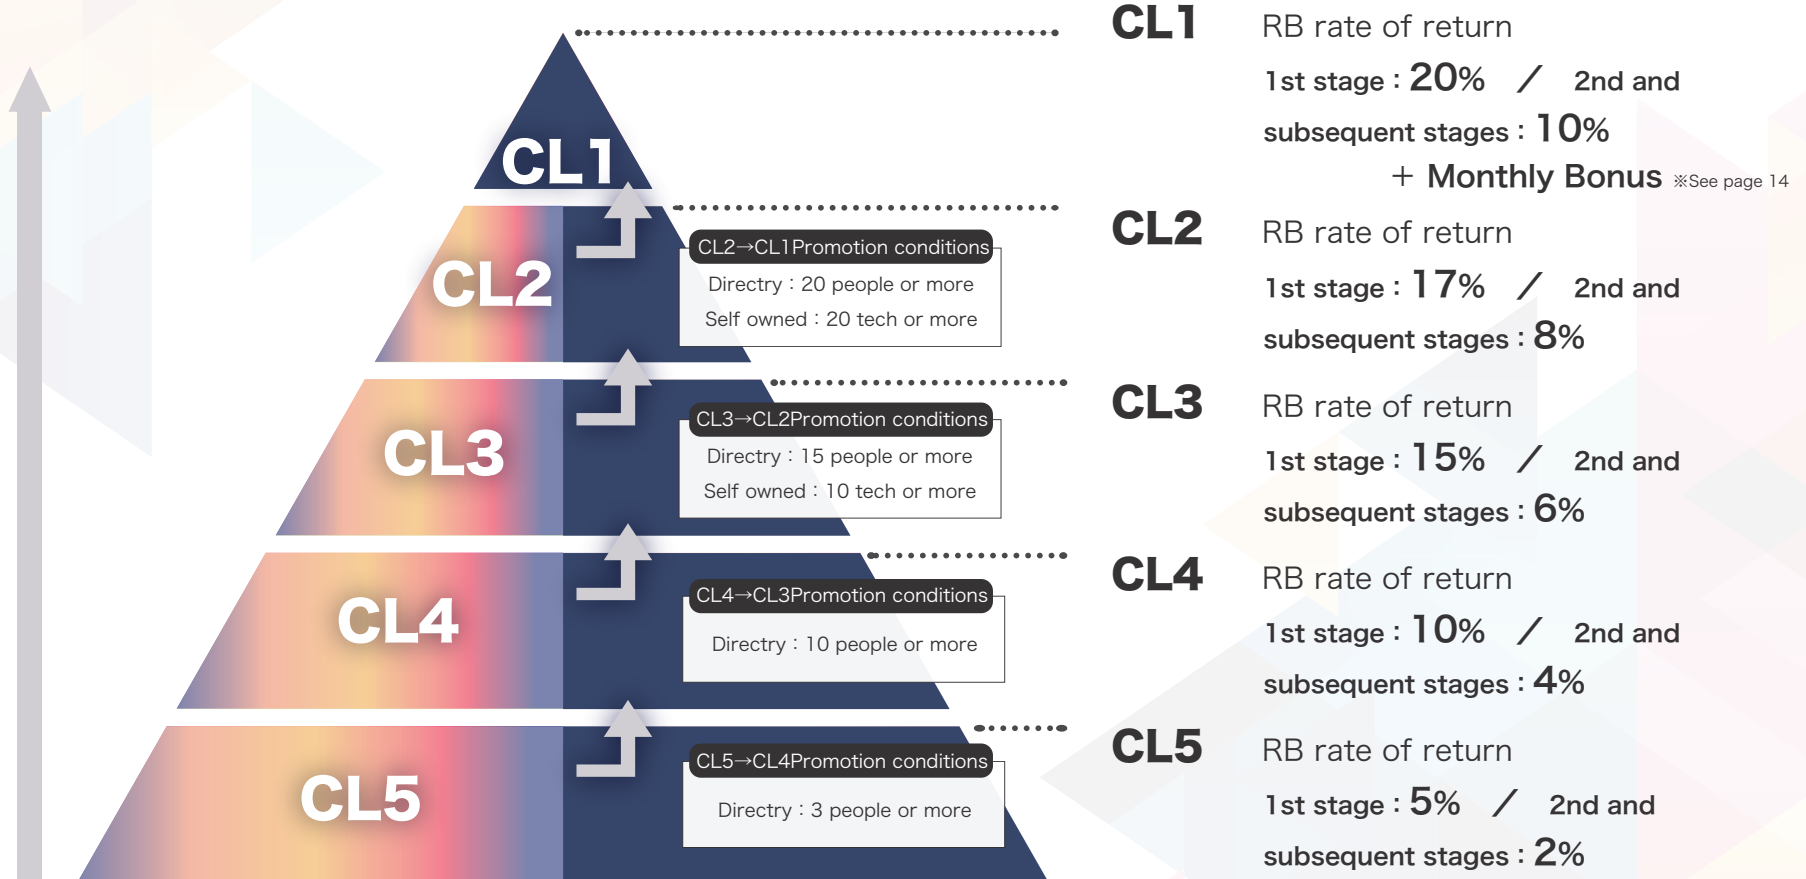 CL1
CL2
CL2→CL1Promotion conditions
Directry：20 people or more
Self owned：20 tech or more
CL3
CL3→CL2Promotion conditions
Directry：15 people or more
Self owned：10 tech or more
CL4
CL4→CL3Promotion conditions
Directry：10 people or more
CL5
CL5→CL4Promotion conditions
Directry：3 people or more
CL1 RB rate of return
1st stage：20% ／ 2nd and
subsequent stages：10%
＋ Monthly Bonus ※See page 14
CL2 RB rate of return
1st stage：17% ／ 2nd and
subsequent stages：8%
CL3 RB rate of return
1st stage：15% ／ 2nd and
subsequent stages：6%
CL4 RB rate of return
1st stage：10% ／ 2nd and
subsequent stages：4%
CL5 RB rate of return
1st stage：5% ／ 2nd and
subsequent stages：2%